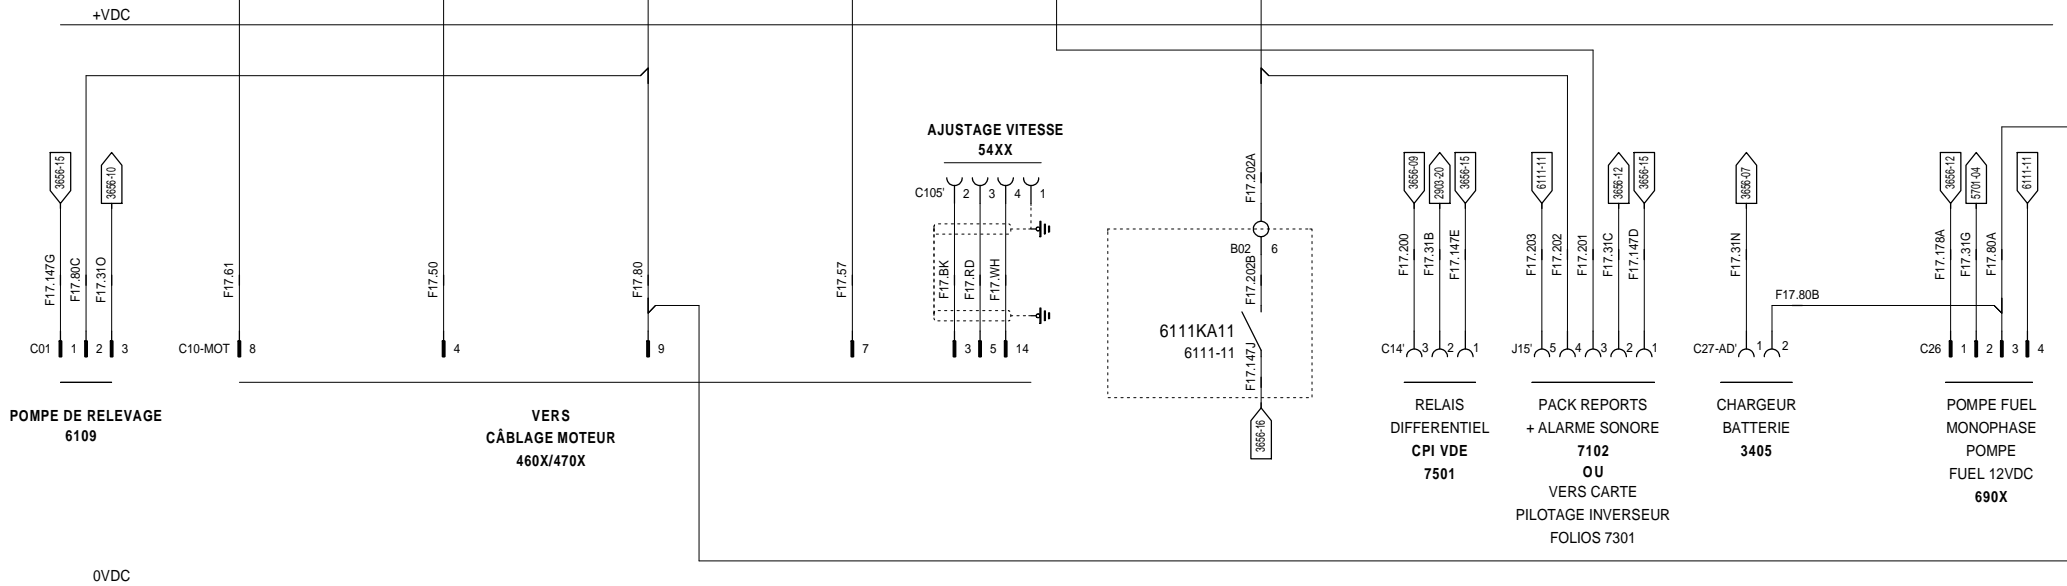 +VDC
AJUSTAGE VITESSE
54XX
C105'
2
3
4
1
3656-15
3656-10
F17.147G
F17.80C
F17.31O
F17.61
F17.50
F17.80
F17.57
F17.BK
F17.RD
F17.WH
F17.202A
B02
6
F17.202B
6111KA11
6111-11
F17.147J
3656-16
3656-09
2903-20
3656-15
F17.200
F17.31B
F17.147E
6111-11
3656-12
3656-15
F17.203
F17.202
F17.201
F17.31C
F17.147D
3656-07
F17.31N
F17.80B
3656-12
5701-04
6111-11
F17.178A
F17.31G
F17.80A
C01
1
2
3
C10-MOT
8
4
9
7
3
5
14
C14'
3
2
1
J15'
5
4
3
2
1
C27-AD'
1
2
C26
1
2
3
4
POMPE DE RELEVAGE
6109
VERS
CÂBLAGE MOTEUR
460X/470X
RELAIS
DIFFERENTIEL
CPI VDE
7501
PACK REPORTS
+ ALARME SONORE
7102
OU
VERS CARTE
PILOTAGE INVERSEUR
FOLIOS 7301
CHARGEUR
BATTERIE
3405
POMPE FUEL
MONOPHASE
POMPE
FUEL 12VDC
690X
0VDC